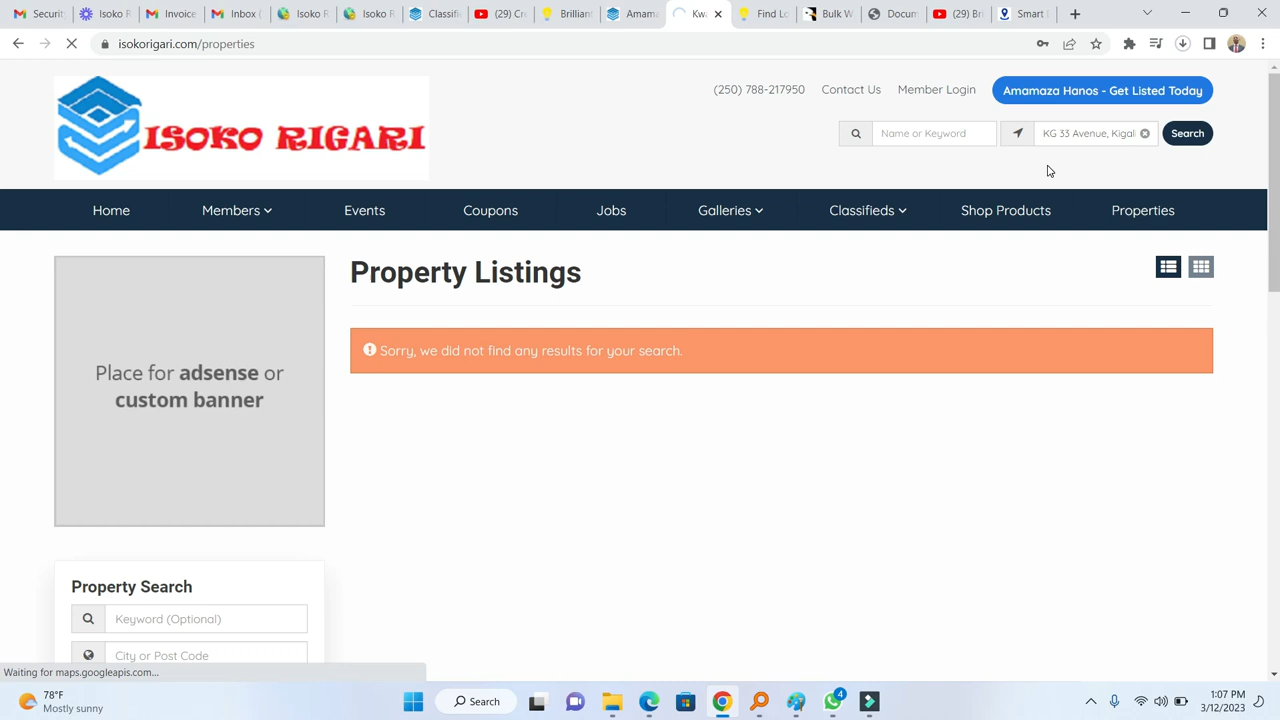 Securit
Isoko R
Invoice
Inbox (
Isoko R
Isoko R
Classifi
(29) Cr
Brilliant
Amama
Kwa
Find Lo
Bulk W
Docum
(29) Br
Smart
isokorigari.com/properties
ISOKO RIGARI
(250) 788-217950
Contact Us
Member Login
Amamaza Hanos - Get Listed Today
Name or Keyword
KG 33 Avenue, Kigali
Search
Home
Members
Events
Coupons
Jobs
Galleries
Classifieds
Shop Products
Properties
Place for adsense or
custom banner
Property Listings
Sorry, we did not find any results for your search.
Property Search
Keyword (Optional)
City or Post Code
Waiting for maps.googleapis.com...
78°F
Mostly sunny
Search
4
1:07 PM
3/12/2023